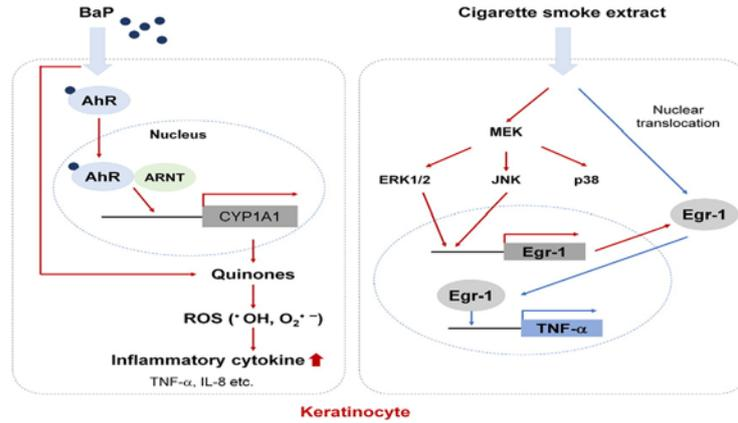 BaP
AhR
Nucleus
AhR
ARNT
CYP1A1
Quinones
ROS (• OH, O₂• –)
Inflammatory cytokine
TNF-α, IL-8 etc.
Cigarette smoke extract
Nuclear
translocation
MEK
ERK1/2
JNK
p38
Egr-1
Egr-1
Egr-1
TNF-α
Keratinocyte